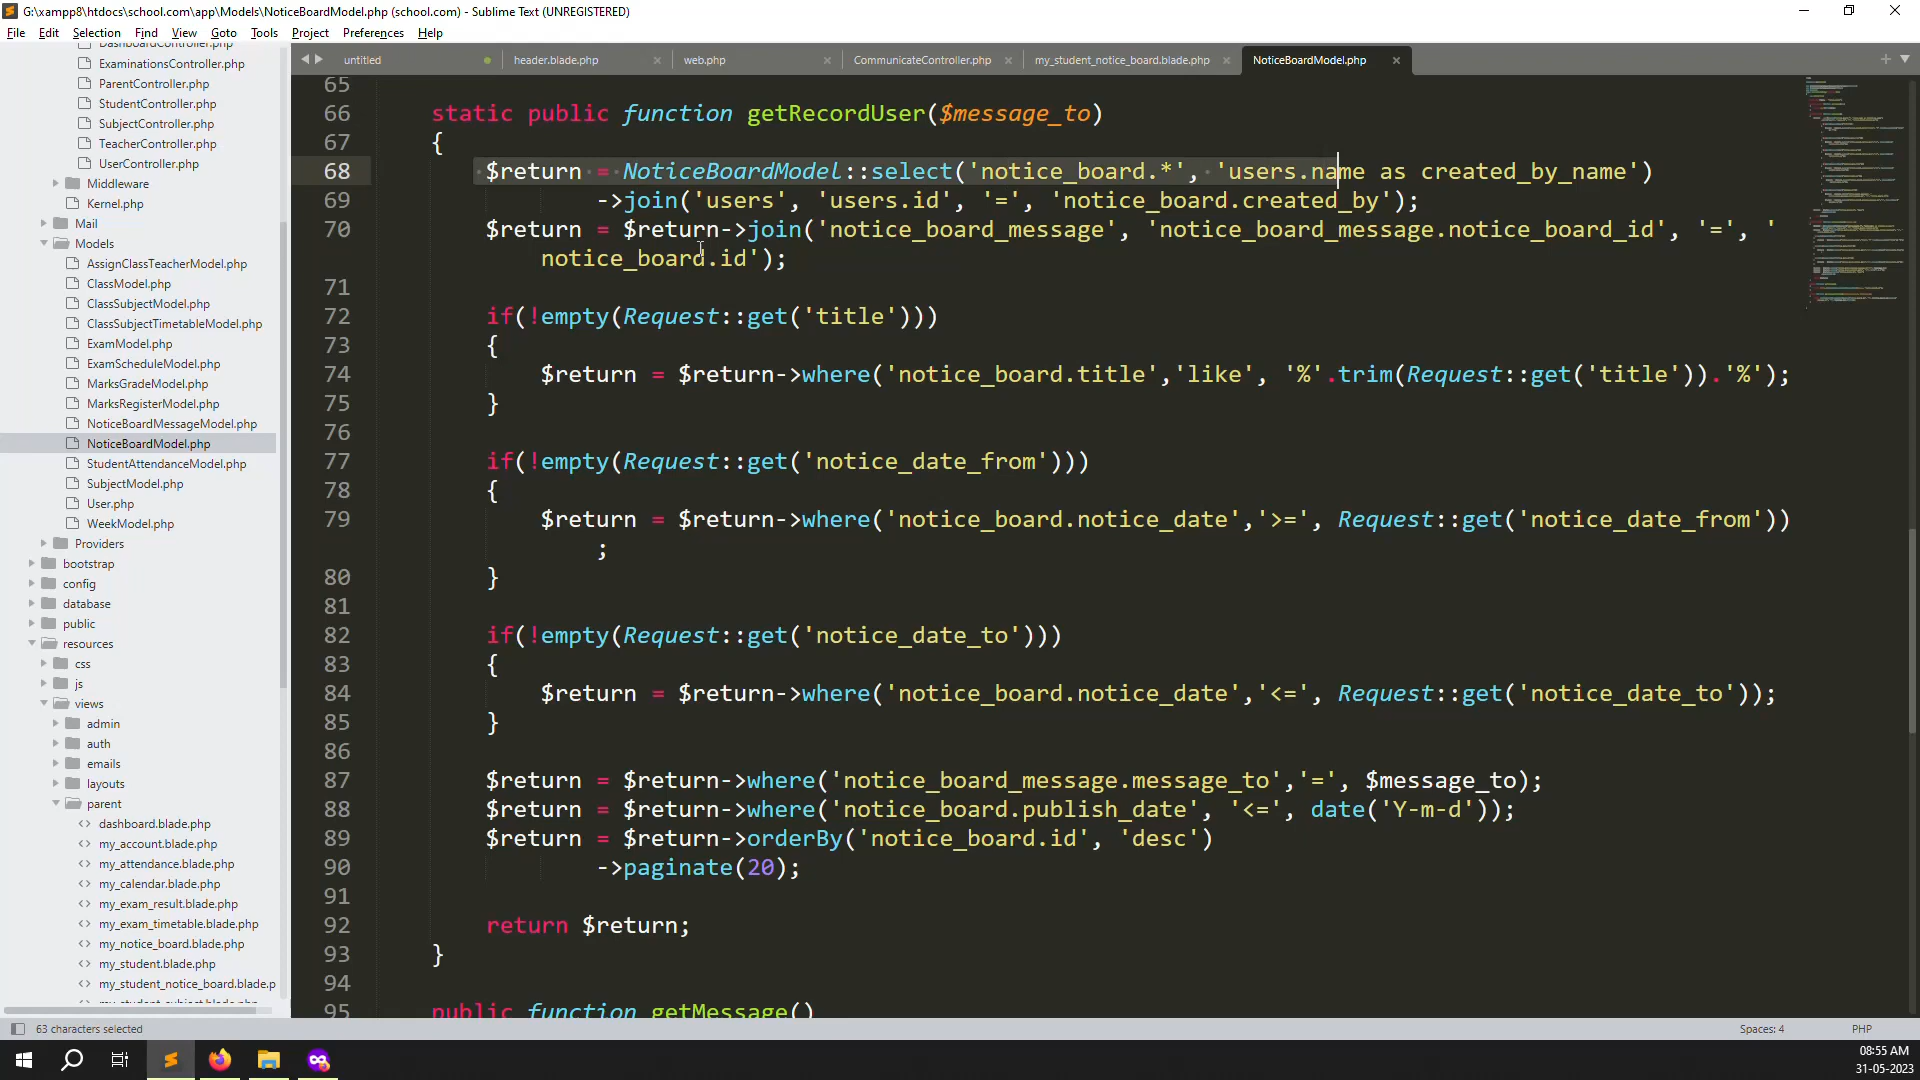 G:\xampp8\htdocs\school.com\app\Models\NoticeBoardModel.php (school.com) - Sublime Text (UNREGISTERED)
File Edit Selection Find View Goto Tools Project Preferences Help
DashboardController.php
ExaminationsController.php
ParentController.php
StudentController.php
SubjectController.php
TeacherController.php
UserController.php
Middleware
Kernel.php
Mail
Models
AssignClassTeacherModel.php
ClassModel.php
ClassSubjectModel.php
ClassSubjectTimetableModel.php
ExamModel.php
ExamScheduleModel.php
MarksGradeModel.php
MarksRegisterModel.php
NoticeBoardMessageModel.php
NoticeBoardModel.php
StudentAttendanceModel.php
SubjectModel.php
User.php
WeekModel.php
Providers
bootstrap
config
database
public
resources
css
js
views
admin
auth
emails
layouts
parent
dashboard.blade.php
my_account.blade.php
my_attendance.blade.php
my_calendar.blade.php
my_exam_result.blade.php
my_exam_timetable.blade.php
my_notice_board.blade.php
my_student.blade.php
my_student_notice_board.blade.p
my_student_subject.blade.php
untitled header.blade.php web.php CommunicateController.php my_student_notice_board.blade.php NoticeBoardModel.php
65
66 static public function getRecordUser($message_to)
67 {
68 $return = NoticeBoardModel::select('notice_board.*', 'users.name as created_by_name')
69 ->join('users', 'users.id', '=', 'notice_board.created_by');
70 $return = $return->join('notice_board_message', 'notice_board_message.notice_board_id', '=', '
notice_board.id');
71
72 if(!empty(Request::get('title')))
73 {
74 $return = $return->where('notice_board.title','like', '%'.trim(Request::get('title')).'%');
75 }
76
77 if(!empty(Request::get('notice_date_from')))
78 {
79 $return = $return->where('notice_board.notice_date','>=', Request::get('notice_date_from'))
;
80 }
81
82 if(!empty(Request::get('notice_date_to')))
83 {
84 $return = $return->where('notice_board.notice_date','<=', Request::get('notice_date_to'));
85 }
86
87 $return = $return->where('notice_board_message.message_to','=', $message_to);
88 $return = $return->where('notice_board.publish_date', '<=', date('Y-m-d'));
89 $return = $return->orderBy('notice_board.id', 'desc')
90 ->paginate(20);
91
92 return $return;
93 }
94
95 public function getMessage()
63 characters selected Spaces: 4 PHP
08:55 AM
31-05-2023